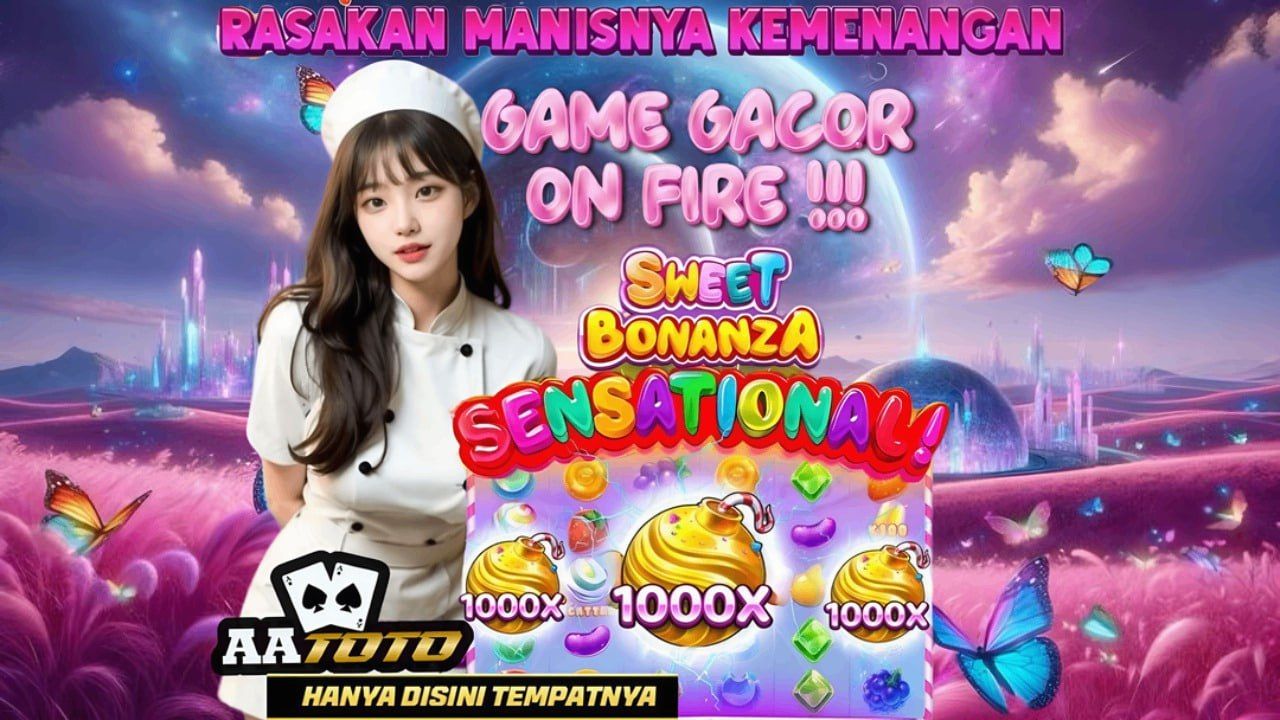 RASAKAN MANISNYA KEMENANGAN
GAME GACOR
ON FIRE !!!
SWEET
BONANZA
SENSATIONAL!
1000X
1000X
1000X
AATOTO
HANYA DISINI TEMPATNYA